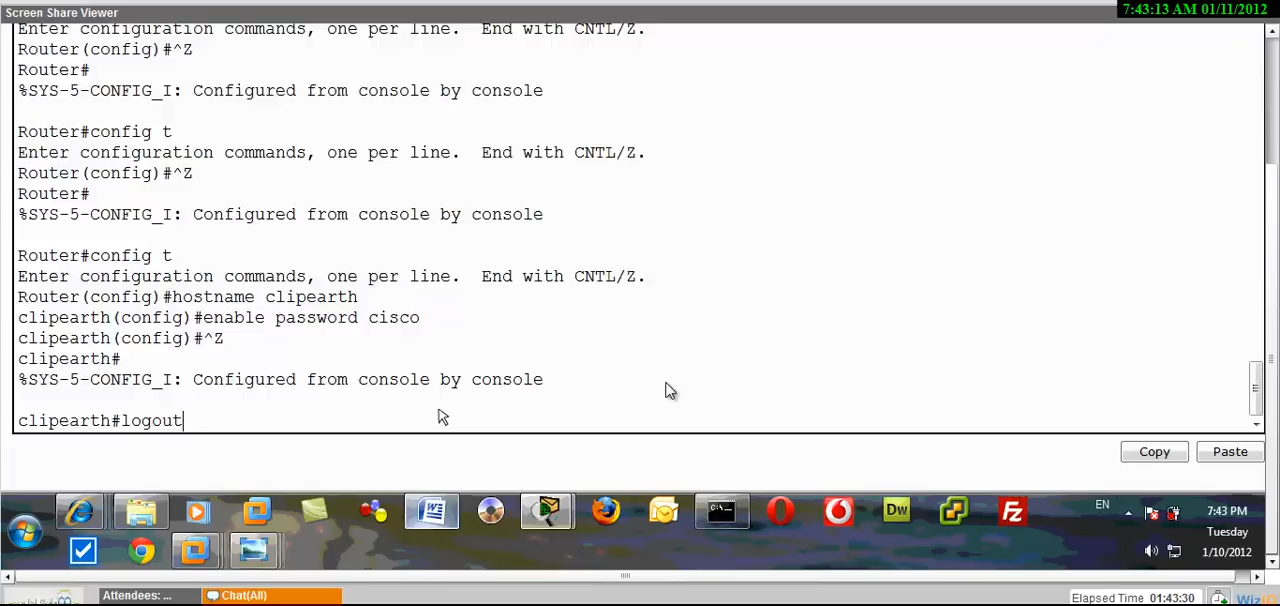 Screen Share Viewer
7:43:13 AM 01/11/2012
Enter configuration commands, one per line.  End with CNTL/Z.
Router(config)#^Z
Router#
%SYS-5-CONFIG_I: Configured from console by console
Router#config t
Enter configuration commands, one per line.  End with CNTL/Z.
Router(config)#^Z
Router#
%SYS-5-CONFIG_I: Configured from console by console
Router#config t
Enter configuration commands, one per line.  End with CNTL/Z.
Router(config)#hostname clipearth
clipearth(config)#enable password cisco
clipearth(config)#^Z
clipearth#
%SYS-5-CONFIG_I: Configured from console by console
clipearth#logout
Copy
Paste
W
C:\_
Dw
Fz
EN
7:43 PM
Tuesday
1/10/2012
Attendees: ...
Chat(All)
Elapsed Time 01:43:30
WizIQ